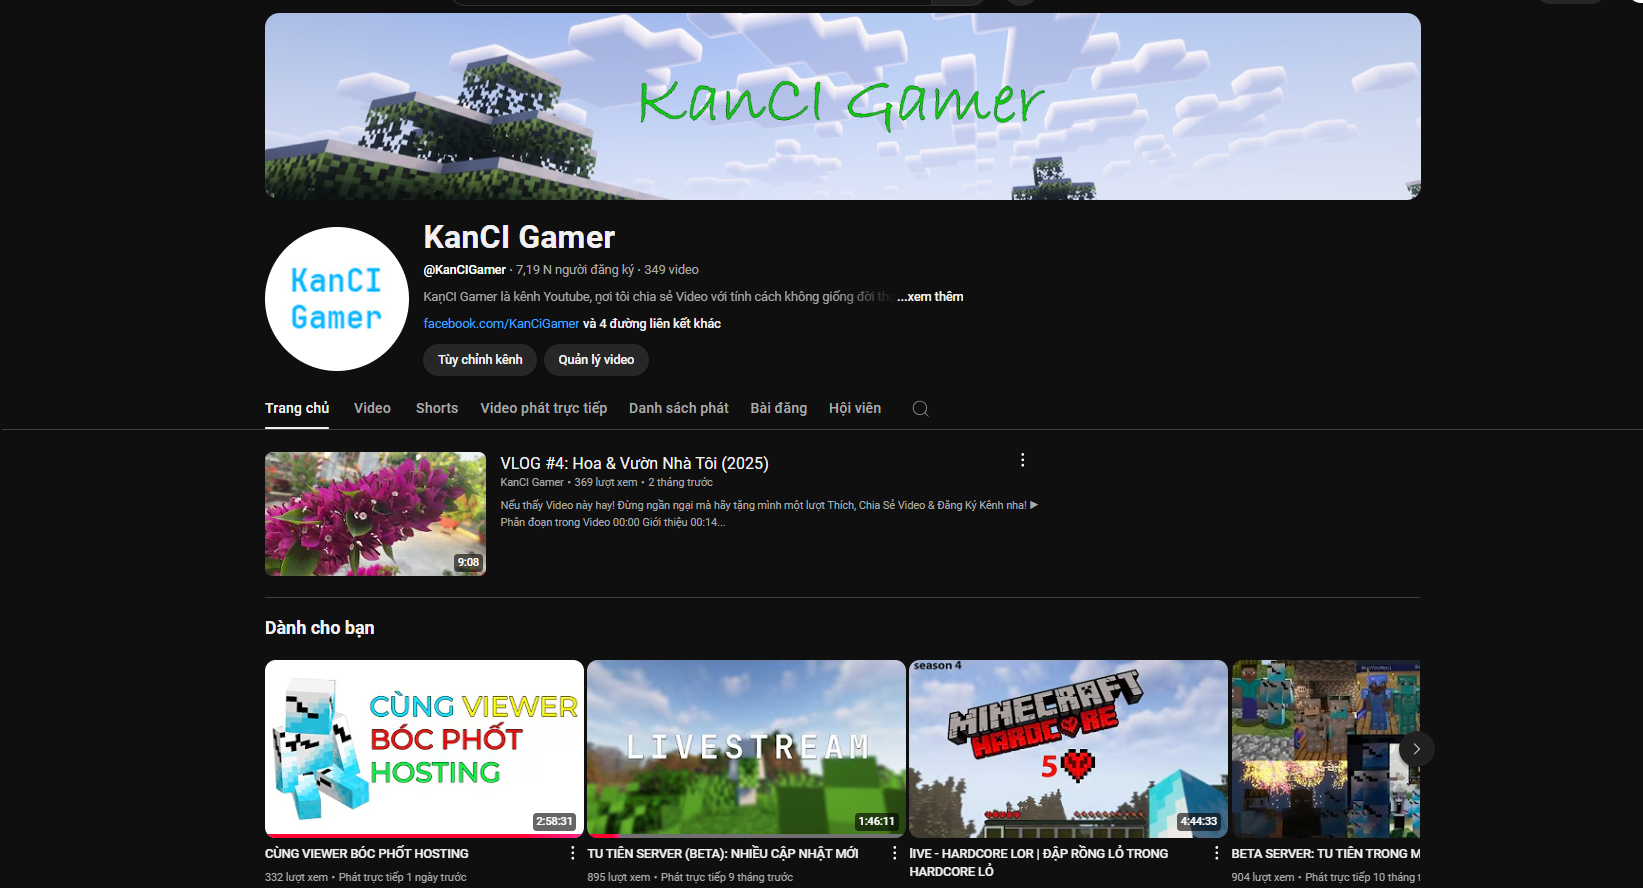 KanCI Gamer
KanCI
Gamer
KanCI Gamer
@KanCIGamer · 7,19 N người đăng ký · 349 video
KanCI Gamer là kênh Youtube, nơi tôi chia sẻ Video với tính cách không giống đời ...xem thêm
facebook.com/KanCiGamer và 4 đường liên kết khác
Tùy chỉnh kênh Quản lý video
Trang chủ Video Shorts Video phát trực tiếp Danh sách phát Bài đăng Hội viên
VLOG #4: Hoa & Vườn Nhà Tôi (2025)
KanCI Gamer • 369 lượt xem • 2 tháng trước
Nếu thấy Video này hay! Đừng ngần ngại mà hãy tặng mình một lượt Thích, Chia Sẻ Video & Đăng Ký Kênh nha! ►
Phân đoạn trong Video 00:00 Giới thiệu 00:14...
9:08
Dành cho bạn
CÙNG VIEWER
BÓC PHỐT
HOSTING
2:58:31
LIVESTREAM
1:46:11
season 4
MINECRAFT
HARDCORE
5
4:44:33
CÙNG VIEWER BÓC PHỐT HOSTING
332 lượt xem • Phát trực tiếp 1 ngày trước
TU TIÊN SERVER (BETA): NHIỀU CẬP NHẬT MỚI
895 lượt xem • Phát trực tiếp 9 tháng trước
lIVE - HARDCORE LOR | ĐẬP RỒNG LỎ TRONG
HARDCORE LỎ
BETA SERVER: TU TIÊN TRONG M
904 lượt xem • Phát trực tiếp 10 tháng t